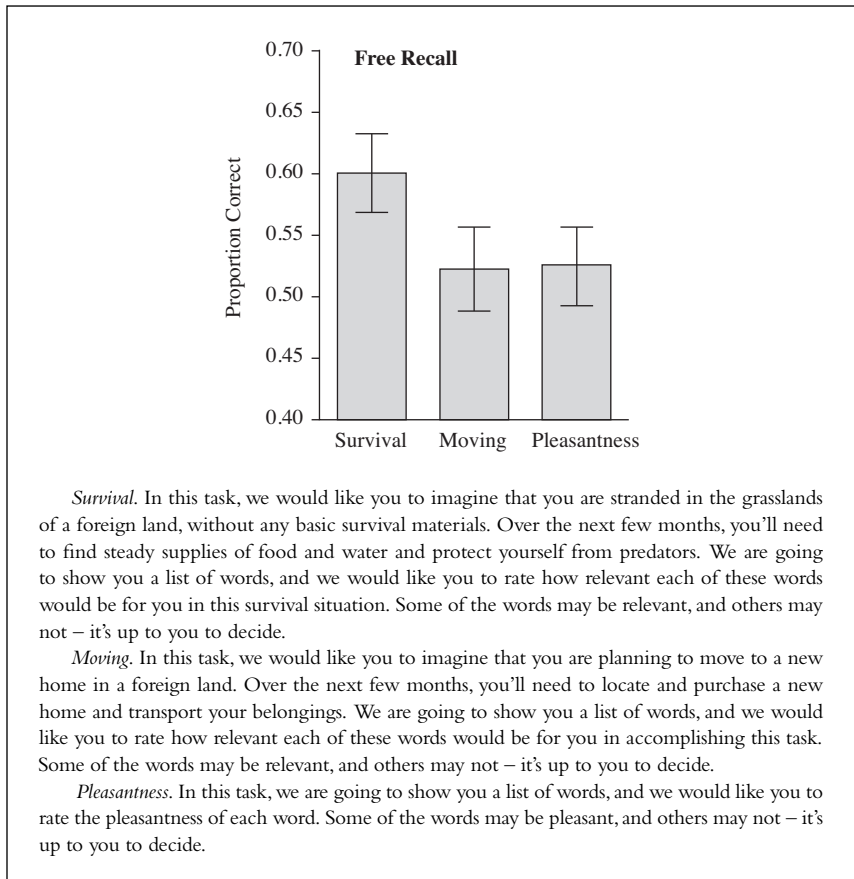 0.70
Free Recall
0.65
0.60
0.55
0.50
0.45
0.40
Proportion Correct
Survival Moving Pleasantness
Survival. In this task, we would like you to imagine that you are stranded in the grasslands
of a foreign land, without any basic survival materials. Over the next few months, you’ll need
to find steady supplies of food and water and protect yourself from predators. We are going
to show you a list of words, and we would like you to rate how relevant each of these words
would be for you in this survival situation. Some of the words may be relevant, and others may
not – it’s up to you to decide.
Moving. In this task, we would like you to imagine that you are planning to move to a new
home in a foreign land. Over the next few months, you’ll need to locate and purchase a new
home and transport your belongings. We are going to show you a list of words, and we would
like you to rate how relevant each of these words would be for you in accomplishing this task.
Some of the words may be relevant, and others may not – it’s up to you to decide.
Pleasantness. In this task, we are going to show you a list of words, and we would like you to
rate the pleasantness of each word. Some of the words may be pleasant, and others may not – it’s
up to you to decide.